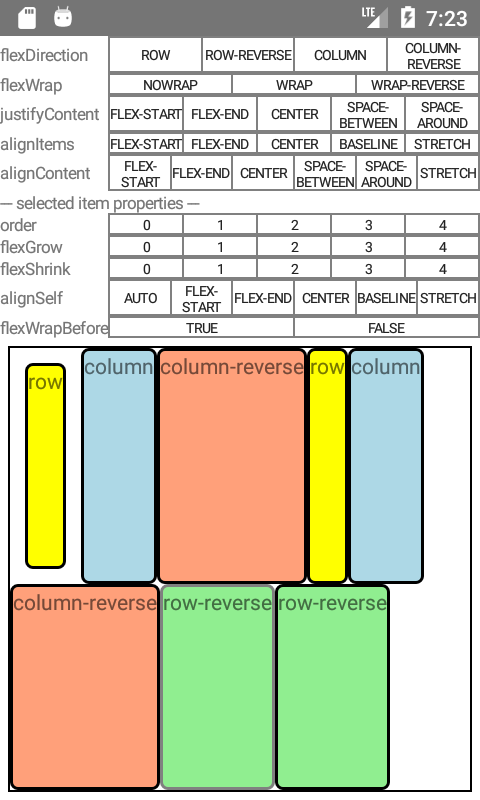 LTE 7:23
flexDirection ROW ROW-REVERSE COLUMN COLUMN-
REVERSE
flexWrap NOWRAP WRAP WRAP-REVERSE
justifyContent FLEX-START FLEX-END CENTER SPACE-
BETWEEN SPACE-
AROUND
alignItems FLEX-START FLEX-END CENTER BASELINE STRETCH
alignContent FLEX-
START FLEX-END CENTER SPACE-
BETWEEN SPACE-
AROUND STRETCH
--- selected item properties ---
order 0 1 2 3 4
flexGrow 0 1 2 3 4
flexShrink 0 1 2 3 4
alignSelf AUTO FLEX-
START FLEX-END CENTER BASELINE STRETCH
flexWrapBefore TRUE FALSE
row column column-reverse row column
column-reverse row-reverse row-reverse